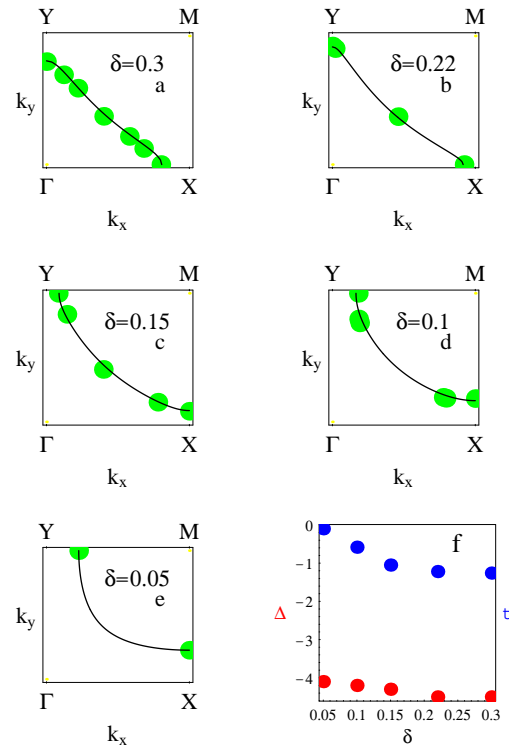 Y M Y M
δ=0.3 δ=0.22
a b
k_y k_y
Γ X Γ X
k_x k_x
Y M Y M
δ=0.15 δ=0.1
c d
k_y k_y
Γ X Γ X
k_x k_x
Y M
δ=0.05
e
k_y
Γ X
k_x
f
0
-1
-2
Δ t
-3
-4
0.05 0.1 0.15 0.2 0.25 0.3
δ